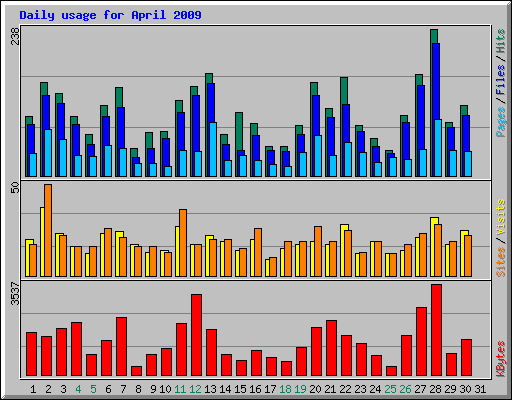 Daily usage for April 2009
238
Pages / Files / Hits
50
Sites / Visits
3537
KBytes
1 2 3 4 5 6 7 8 9 10 11 12 13 14 15 16 17 18 19 20 21 22 23 24 25 26 27 28 29 30 31